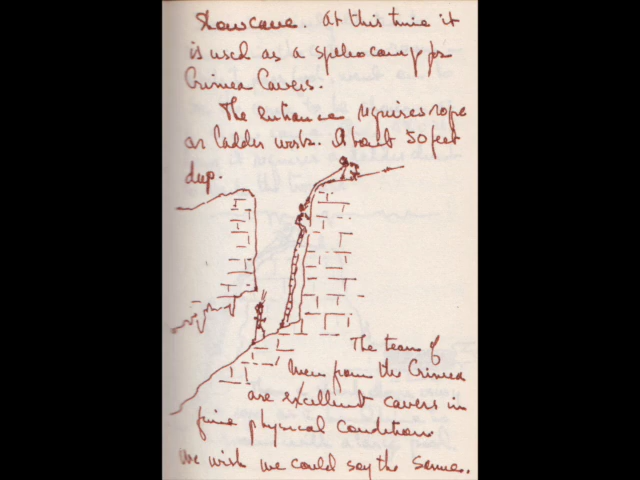 Showcave. At this time it
is used as a speleocamp for
Crimea Cavers.
The entrance requires rope
or ladder work. About 50 feet
deep.
The team of
men from the Crimea
are excellent cavers in
fine physical condition.
We wish we could say the same.